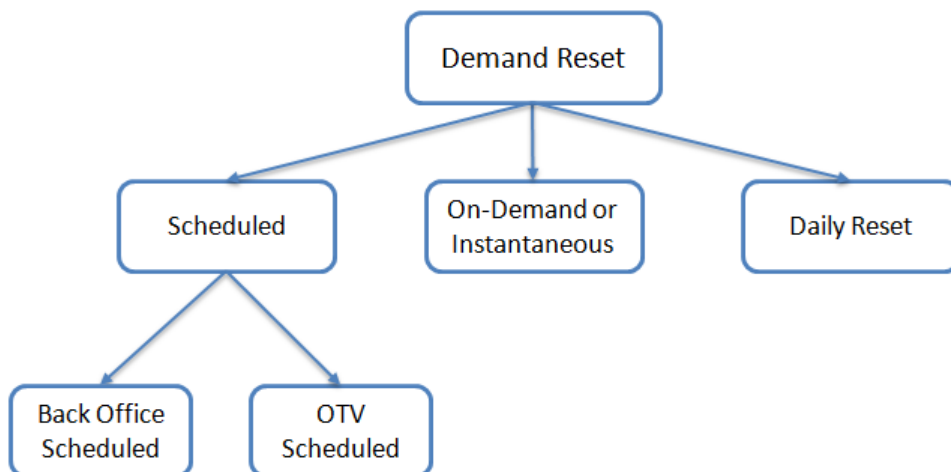 Demand Reset
Scheduled
On-Demand or
Instantaneous
Daily Reset
Back Office
Scheduled
OTV
Scheduled